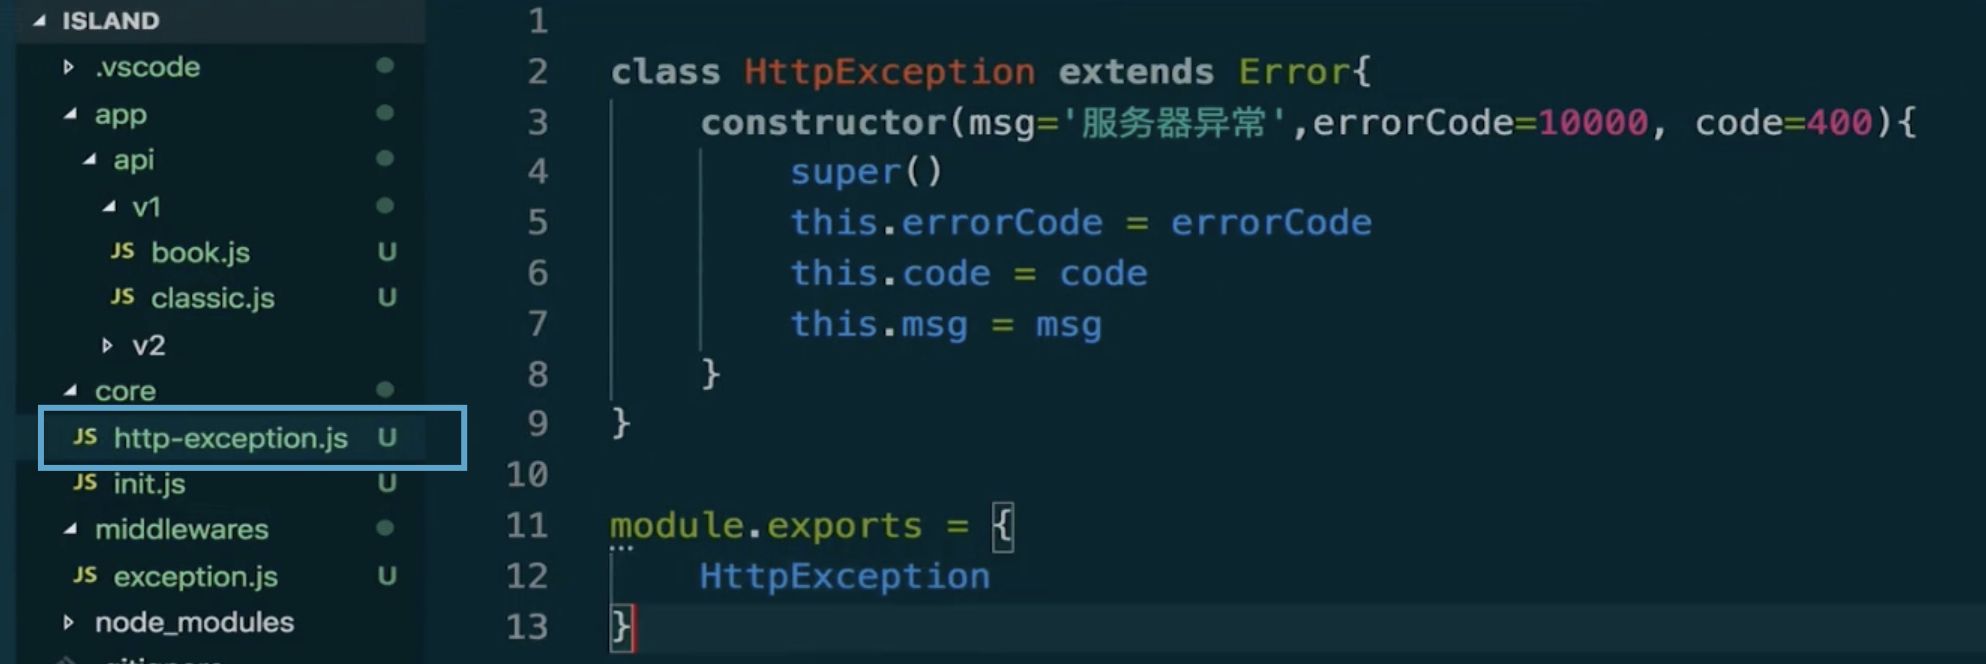 ISLAND
.vscode
app
api
v1
JS book.js U
JS classic.js U
v2
core
JS http-exception.js U
JS init.js U
middlewares
JS exception.js U
node_modules
1
2 class HttpException extends Error{
3 constructor(msg='服务器异常',errorCode=10000, code=400){
4 super()
5 this.errorCode = errorCode
6 this.code = code
7 this.msg = msg
8 }
9 }
10
11 module.exports = {
12 HttpException
13 }